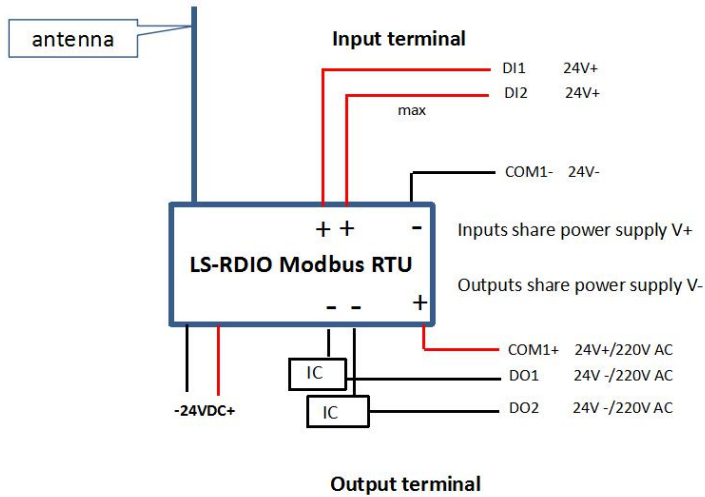 antenna
Input terminal
DI1 24V+
DI2 24V+
max
COM1- 24V-
+ + -
Inputs share power supply V+
LS-RDIO Modbus RTU
Outputs share power supply V-
- - +
COM1+ 24V+/220V AC
IC
DO1 24V -/220V AC
IC
DO2 24V -/220V AC
-24VDC+
Output terminal